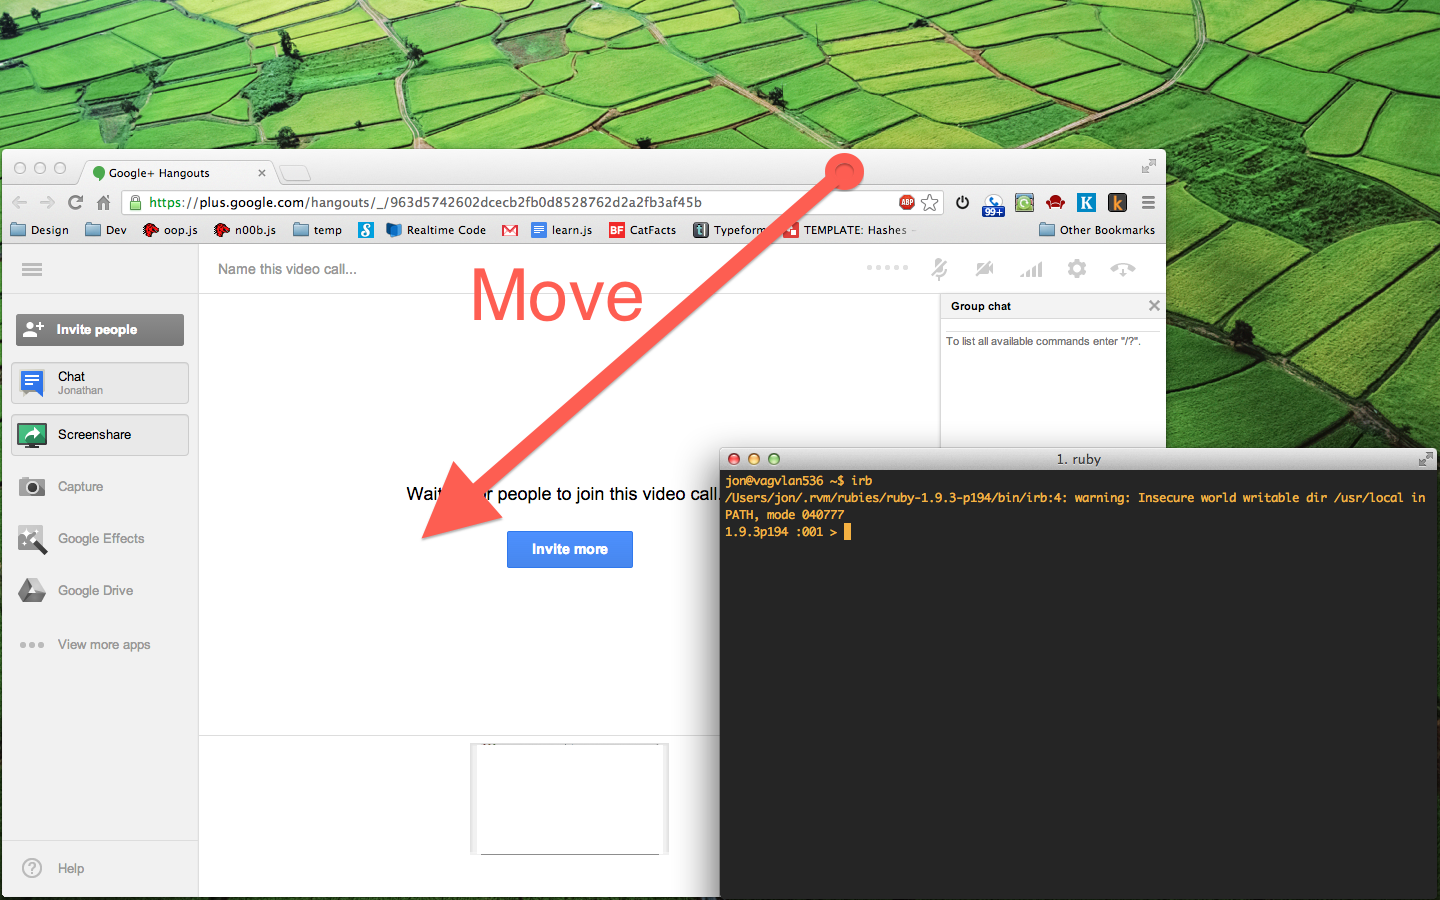 Google+ Hangouts
https://plus.google.com/hangouts/_/963d5742602dcecb2fb0d8528762d2a2fb3af45b
ABP
99+
K
k
Design
Dev
oop.js
n00b.js
temp
S
Realtime Code
learn.js
BF CatFacts
t Typeform
TEMPLATE: Hashes -
Other Bookmarks
Name this video call...
Move
Group chat
To list all available commands enter "/?".
Invite people
Chat
Jonathan
Screenshare
Capture
Google Effects
Google Drive
View more apps
Help
people to join this video call.
Invite more
1. ruby
jon@vagvlan536 ~$ irb
/Users/jon/.rvm/rubies/ruby-1.9.3-p194/bin/irb:4: warning: Insecure world writable dir /usr/local in
PATH, mode 040777
1.9.3p194 :001 >